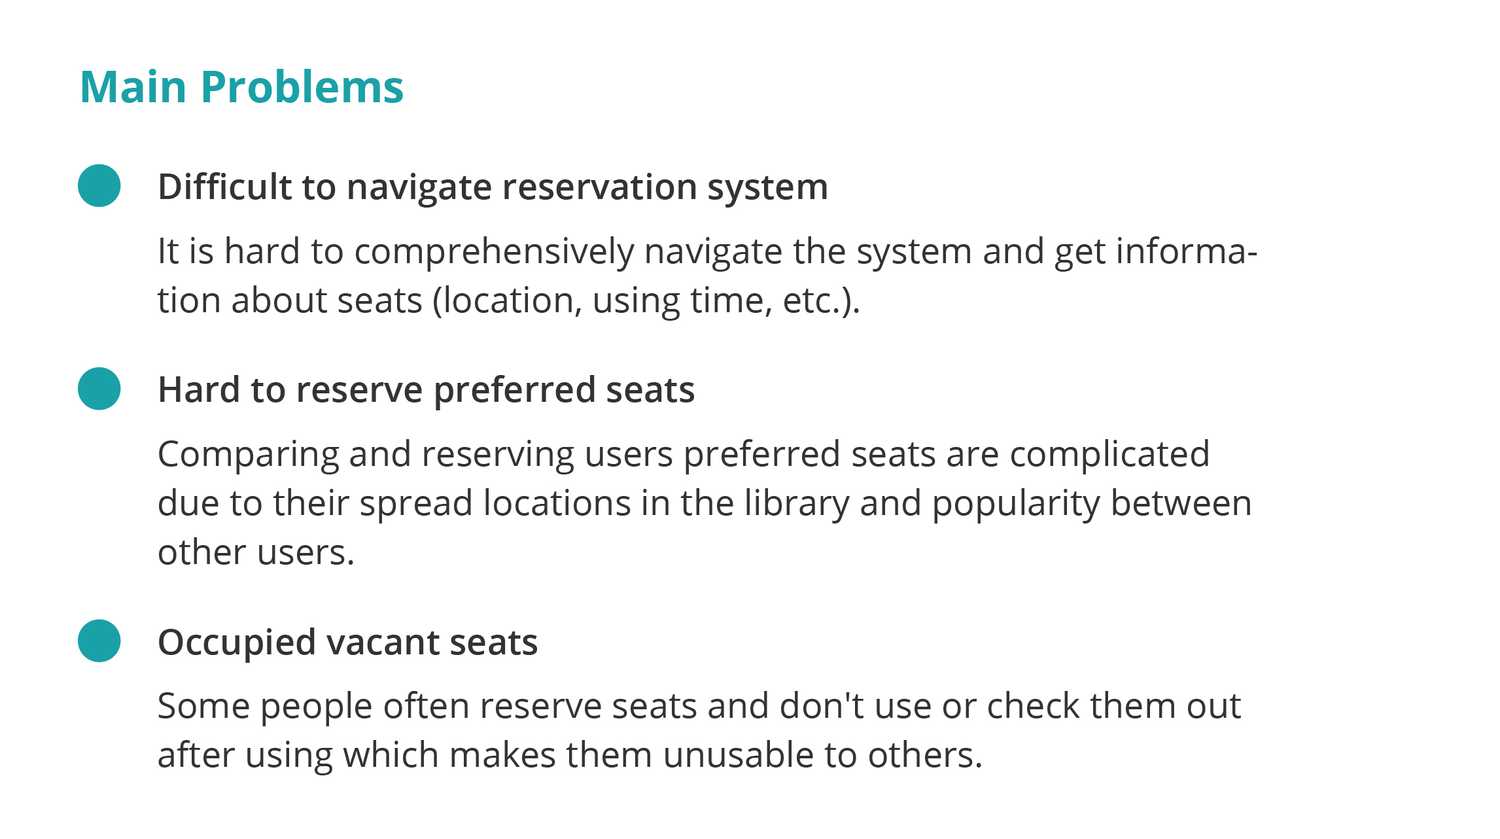 Main Problems
Difficult to navigate reservation system
It is hard to comprehensively navigate the system and get informa-
tion about seats (location, using time, etc.).
Hard to reserve preferred seats
Comparing and reserving users preferred seats are complicated
due to their spread locations in the library and popularity between
other users.
Occupied vacant seats
Some people often reserve seats and don't use or check them out
after using which makes them unusable to others.